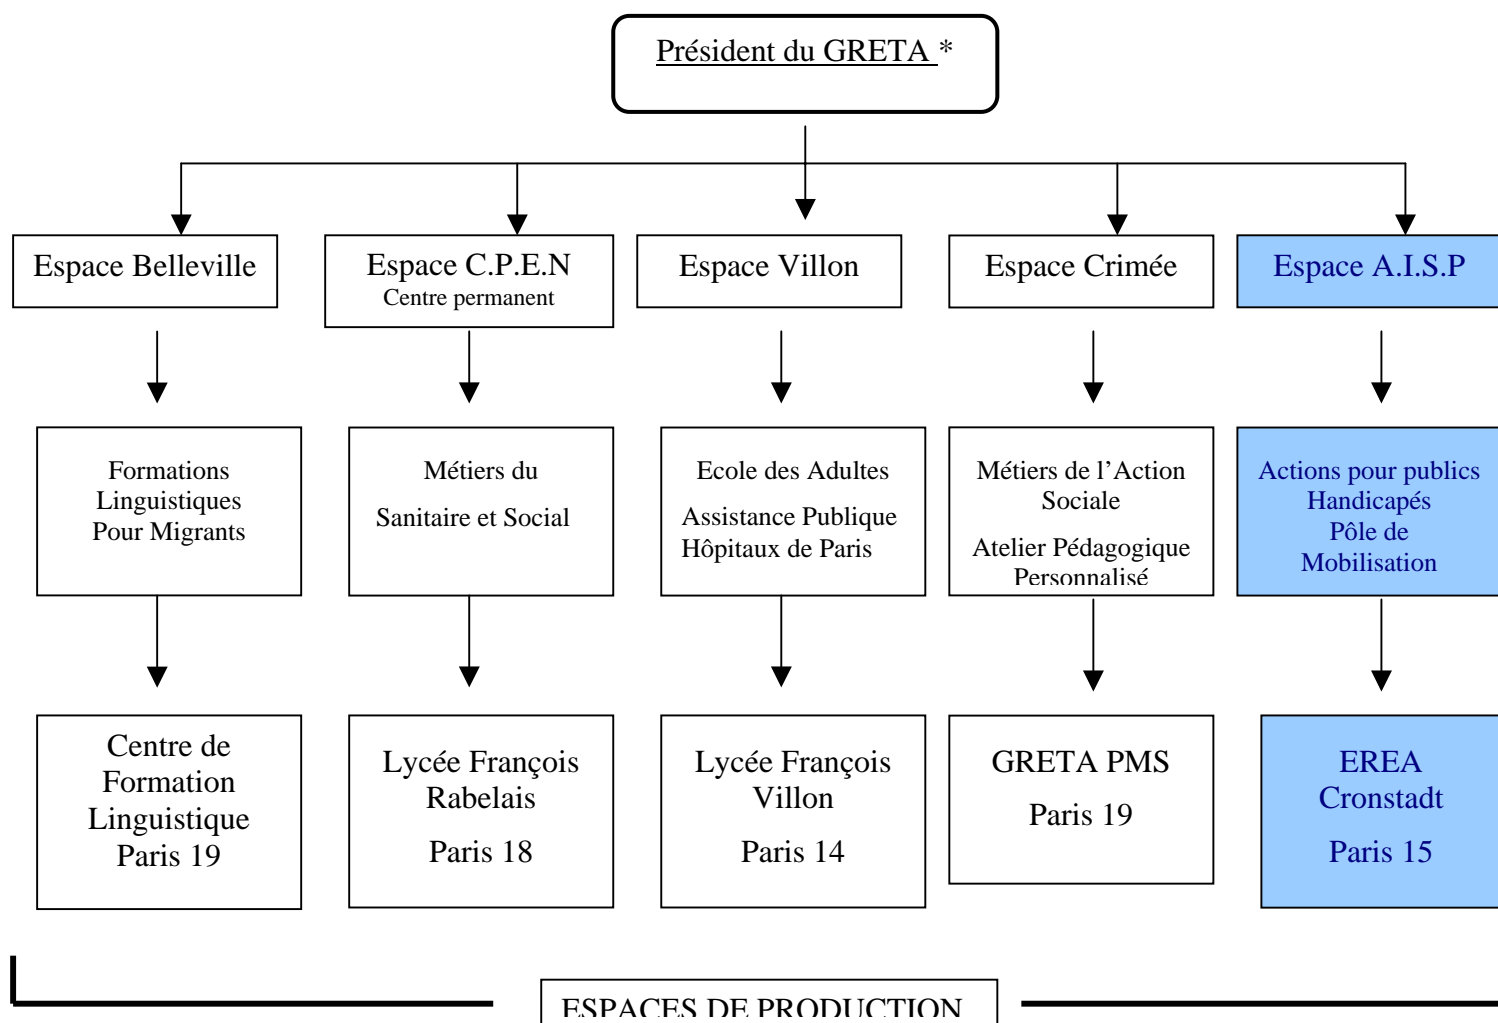 Président du GRETA *
Espace Belleville
Espace C.P.E.N
Centre permanent
Espace Villon
Espace Crimée
Espace A.I.S.P
Formations
Linguistiques
Pour Migrants
Métiers du
Sanitaire et Social
Ecole des Adultes
Assistance Publique
Hôpitaux de Paris
Métiers de l’Action
Sociale
Atelier Pédagogique
Personnalisé
Actions pour publics
Handicapés
Pôle de
Mobilisation
Centre de
Formation
Linguistique
Paris 19
Lycée François
Rabelais
Paris 18
Lycée François
Villon
Paris 14
GRETA PMS
Paris 19
EREA
Cronstadt
Paris 15
ESPACES DE PRODUCTION